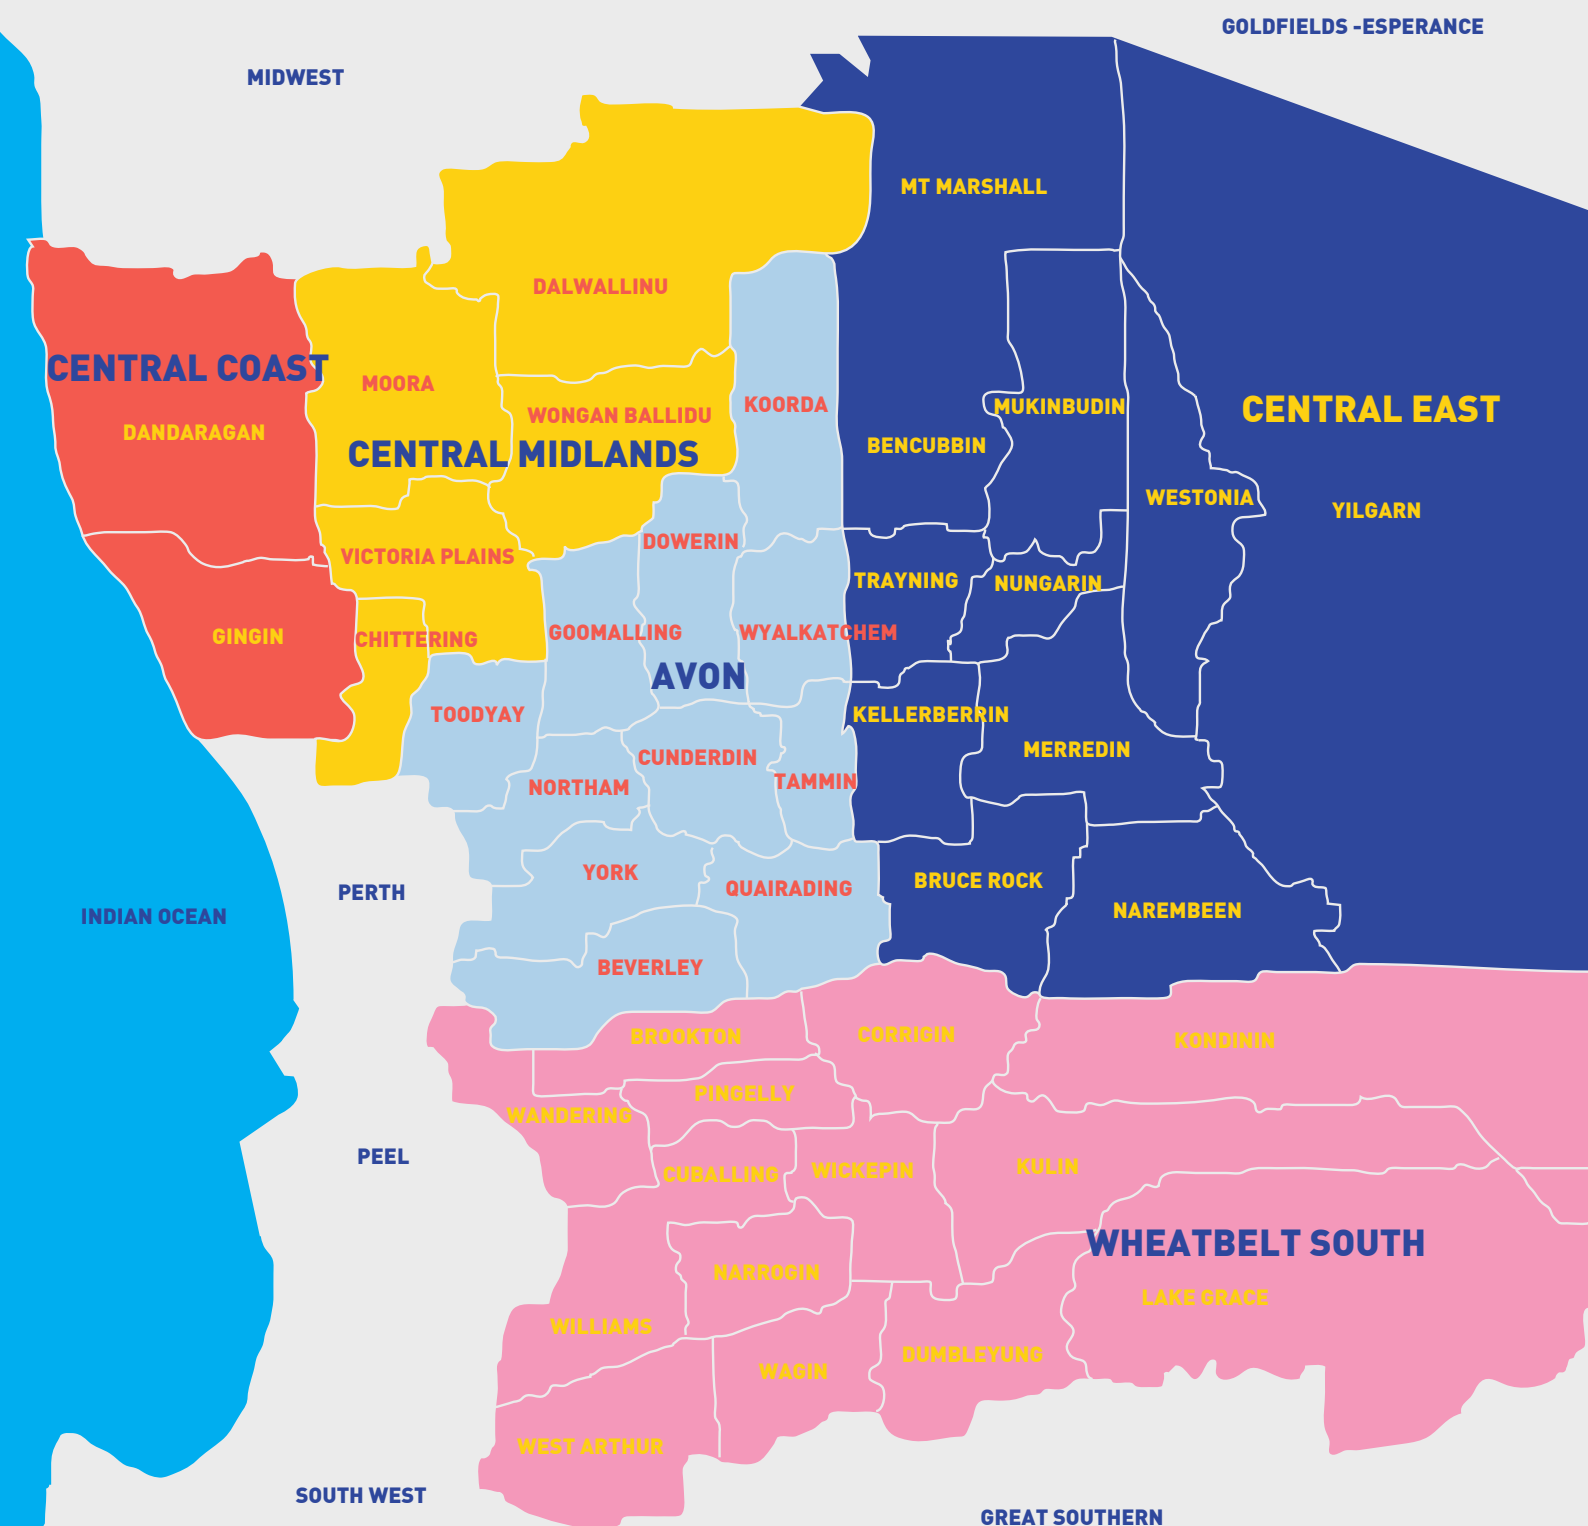 GOLDFIELDS -ESPERANCE
MIDWEST
MT MARSHALL
DALWALLINU
CENTRAL COAST
MOORA
KOORDA
MUKINBUDIN
CENTRAL EAST
WONGAN BALLIDU
DANDARAGAN
BENCUBBIN
CENTRAL MIDLANDS
WESTONIA
YILGARN
DOWERIN
VICTORIA PLAINS
TRAYNING
NUNGARIN
GINGIN
CHITTERING
GOOMALLING
WYALKATCHEM
AVON
TOODYAY
KELLERBERRIN
MERREDIN
CUNDERDIN
NORTHAM
TAMMIN
YORK
BRUCE ROCK
QUAIRADING
PERTH
NAREMBEEN
INDIAN OCEAN
BEVERLEY
BROOKTON
CORRIGIN
KONDININ
PINGELLY
WANDERING
PEEL
CUBALLING
WICKEPIN
KULIN
WHEATBELT SOUTH
NARROGIN
LAKE GRACE
WILLIAMS
DUMBLEYUNG
WAGIN
WEST ARTHUR
SOUTH WEST
GREAT SOUTHERN